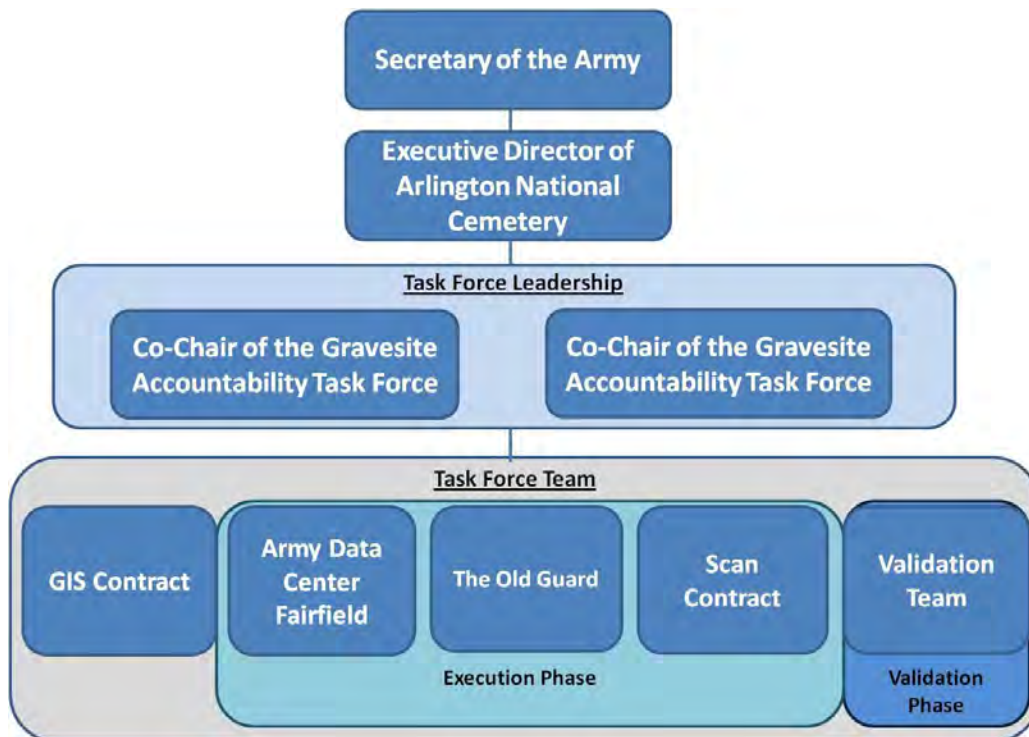 Secretary of the Army
Executive Director of
Arlington National
Cemetery
Task Force Leadership
Co-Chair of the Gravesite
Accountability Task Force
Co-Chair of the Gravesite
Accountability Task Force
Task Force Team
GIS Contract
Army Data
Center
Fairfield
The Old Guard
Scan
Contract
Validation
Team
Execution Phase
Validation
Phase